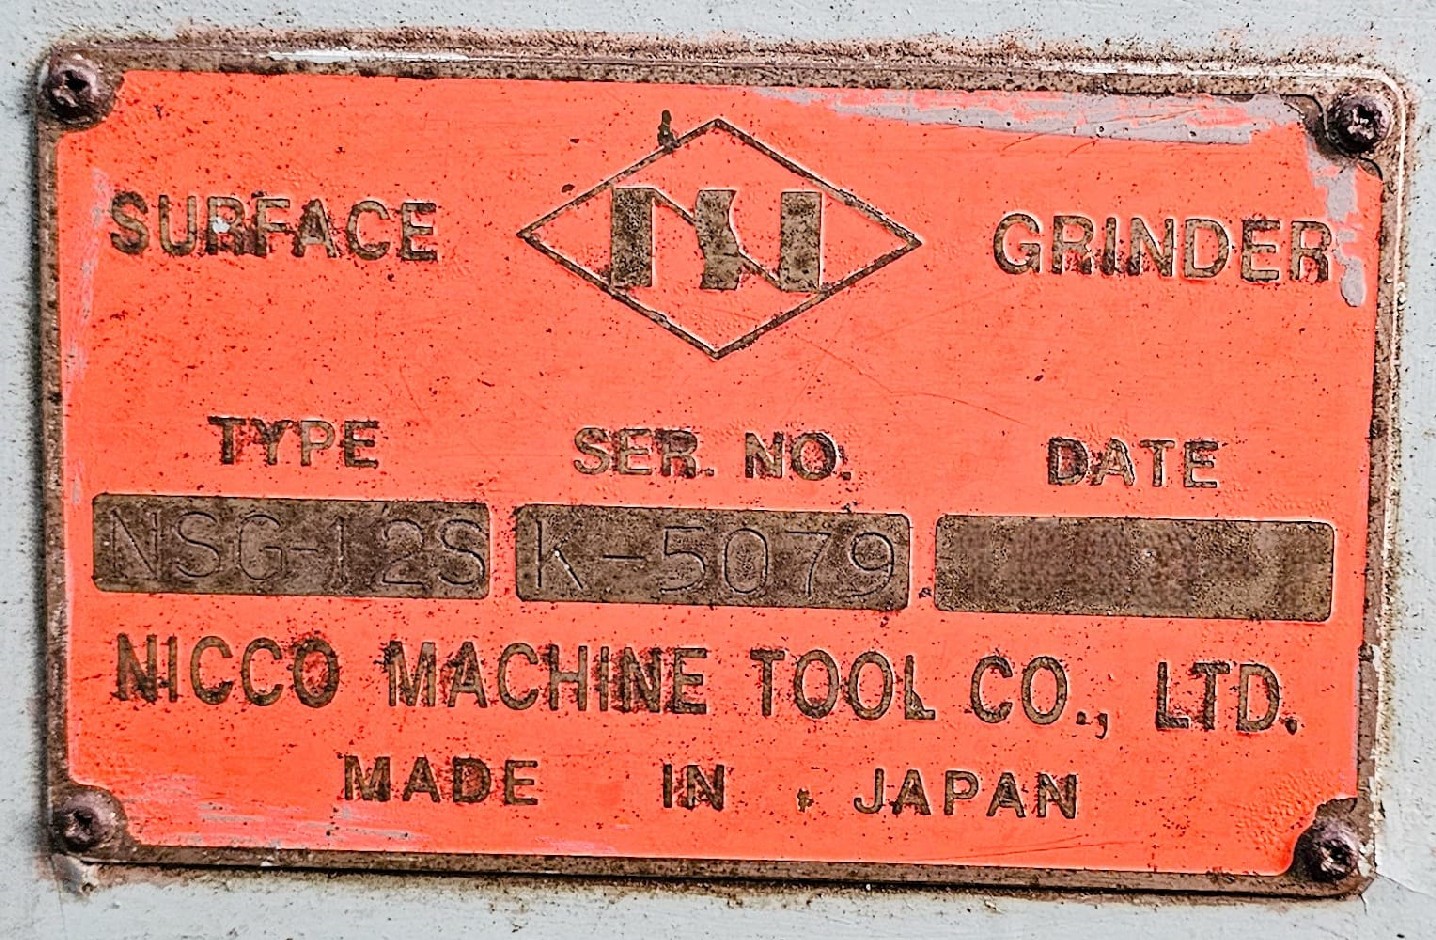 SURFACE N GRINDER
TYPE SER. NO. DATE
NSG-12S K-5079
NICCO MACHINE TOOL CO., LTD.
MADE IN JAPAN